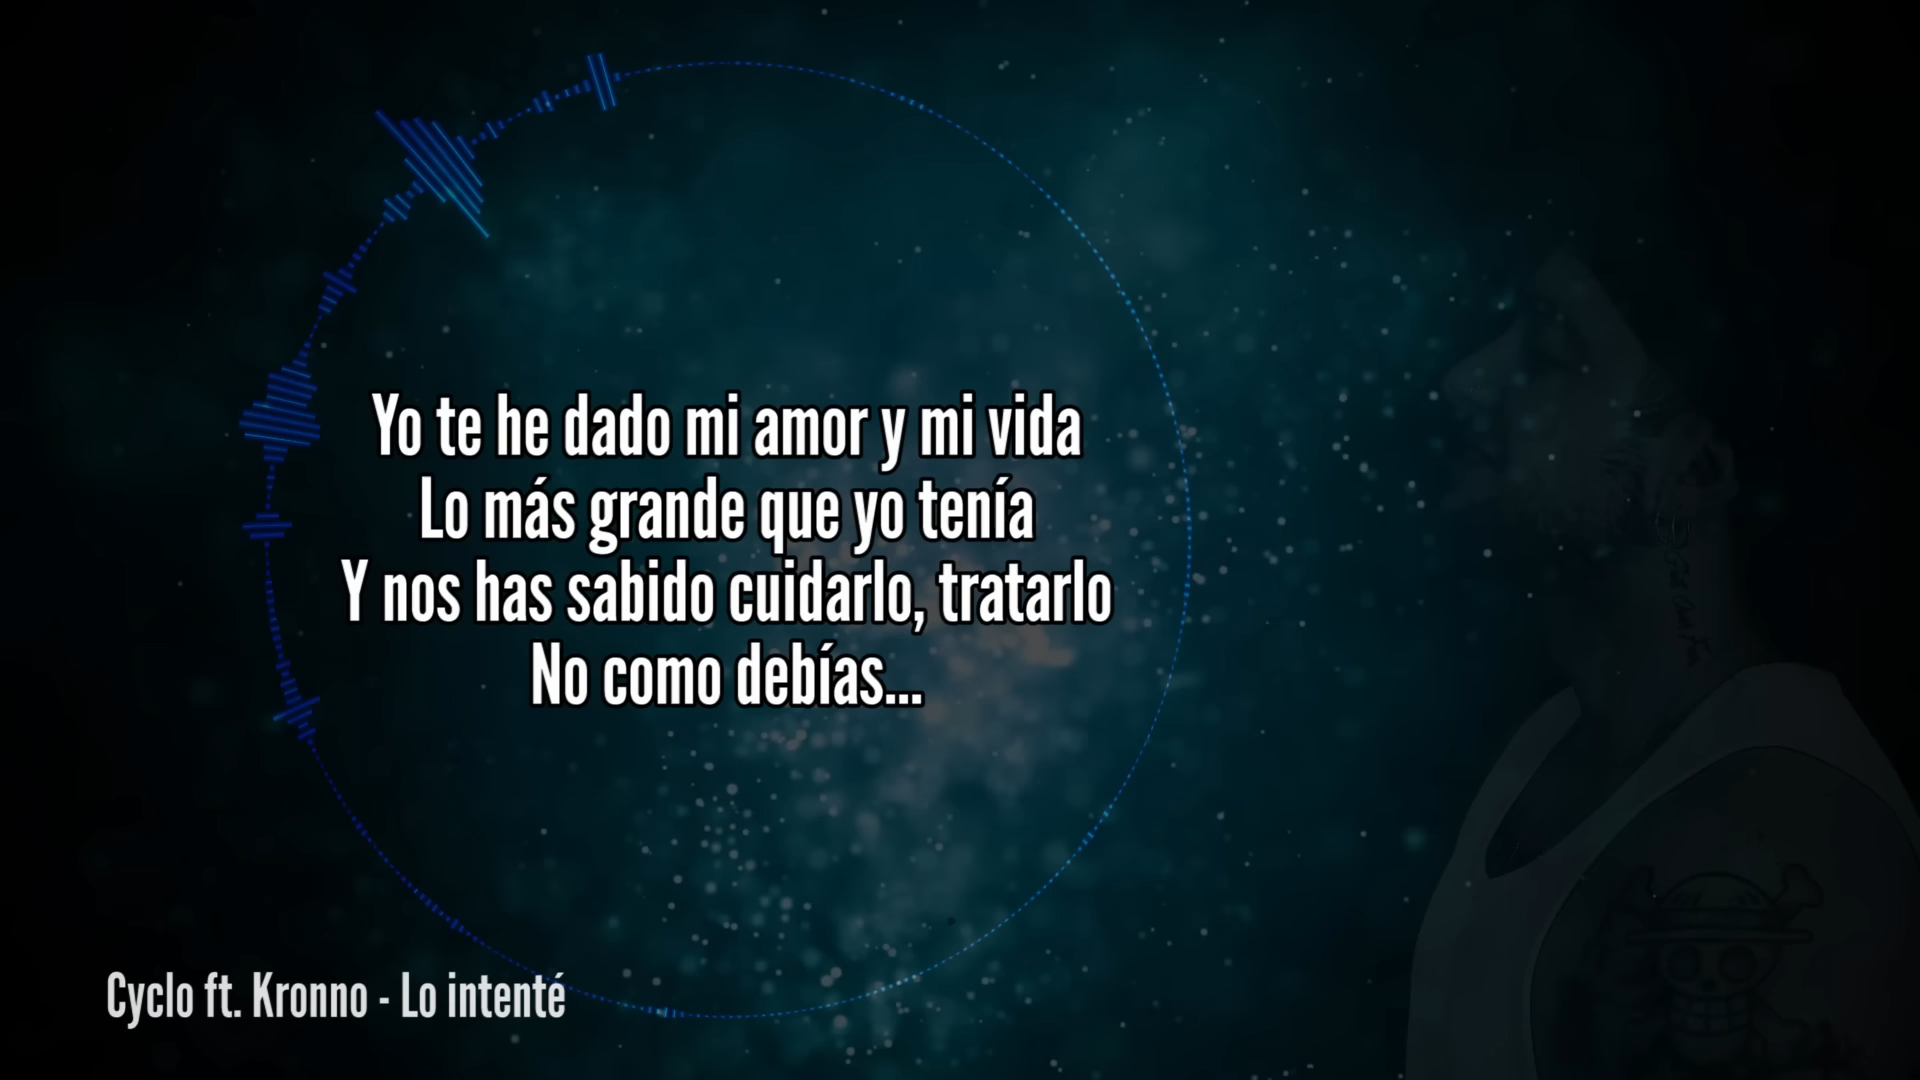 Yo te he dado mi amor y mi vida
Lo más grande que yo tenía
Y nos has sabido cuidarlo, tratarlo
No como debías...
Cyclo ft. Kronno - Lo intenté